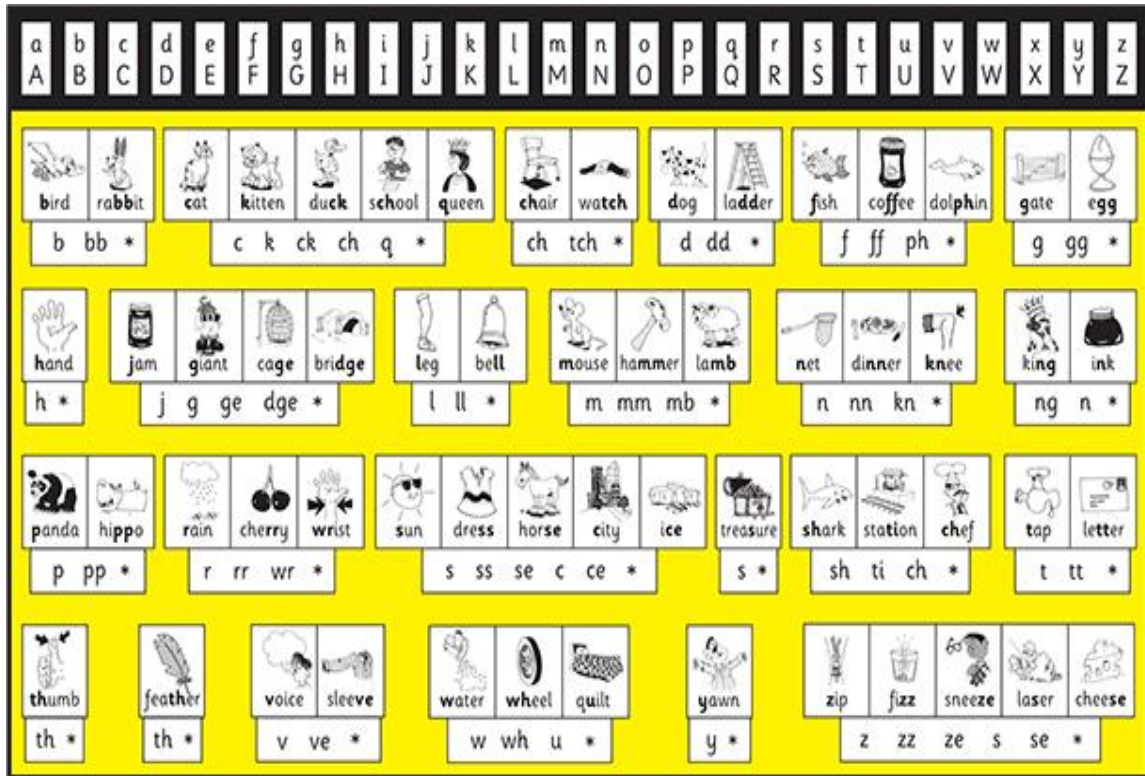 a b c d e f g h i j k l m n o p q r s t u v w x y z
A B C D E F G H I J K L M N O P Q R S T U V W X Y Z
bird rabbit cat kitten duck school queen chair watch dog ladder fish coffee dolphin gate egg
b bb * c k ck ch q * ch tch * d dd * f ff ph * g gg *
hand jam giant cage bridge leg bell mouse hammer lamb net dinner knee king ink
h * j g ge dge * l ll * m mm mb * n nn kn * ng n *
panda hippo rain cherry wrist sun dress horse city ice treasure shark station chef tap letter
p pp * r rr wr * s ss se c ce * s * sh ti ch * t tt *
thumb feather voice sleeve water wheel quilt yawn zip fizz sneeze laser cheese
th * th * v ve * w wh u * y * z zz ze s se *